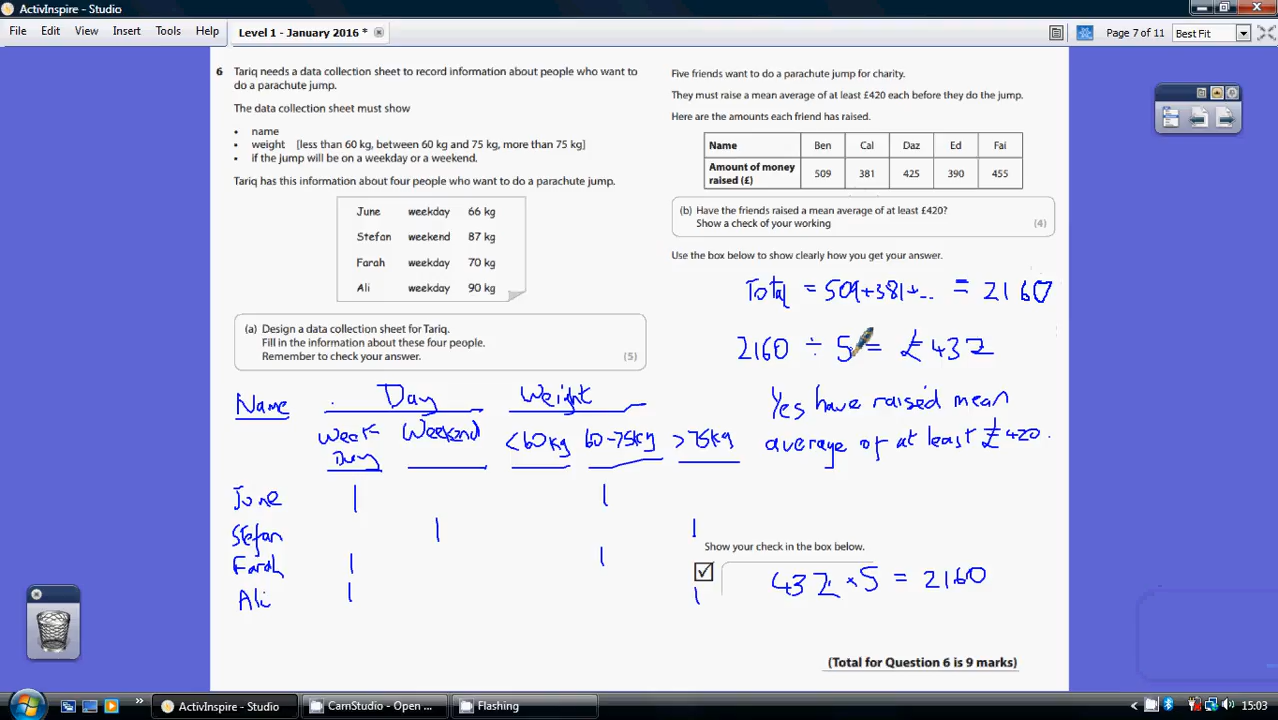 ActivInspire - Studio
File Edit View Insert Tools Help
Level 1 - January 2016 *
Page 7 of 11
Best Fit
6 Tariq needs a data collection sheet to record information about people who want to
do a parachute jump.
The data collection sheet must show
• name
• weight [less than 60 kg, between 60 kg and 75 kg, more than 75 kg]
• if the jump will be on a weekday or a weekend.
Tariq has this information about four people who want to do a parachute jump.
June weekday 66 kg
Stefan weekend 87 kg
Farah weekday 70 kg
Ali weekday 90 kg
(a) Design a data collection sheet for Tariq.
Fill in the information about these four people.
Remember to check your answer.
(5)
Name Day Weight
Week-Day Weekend <60kg 60-75kg >75kg
June | |
Stefan | |
Farah | |
Ali | |
Five friends want to do a parachute jump for charity.
They must raise a mean average of at least £420 each before they do the jump.
Here are the amounts each friend has raised.
Name Ben Cal Daz Ed Fai
Amount of money
raised (£) 509 381 425 390 455
(b) Have the friends raised a mean average of at least £420?
Show a check of your working (4)
Use the box below to show clearly how you get your answer.
Total = 509+381+... = 2160
2160 ÷ 5 = £432
Yes have raised mean
average of at least £420.
Show your check in the box below.
432 × 5 = 2160
(Total for Question 6 is 9 marks)
ActivInspire - Studio
CamStudio - Open ...
Flashing
15:03